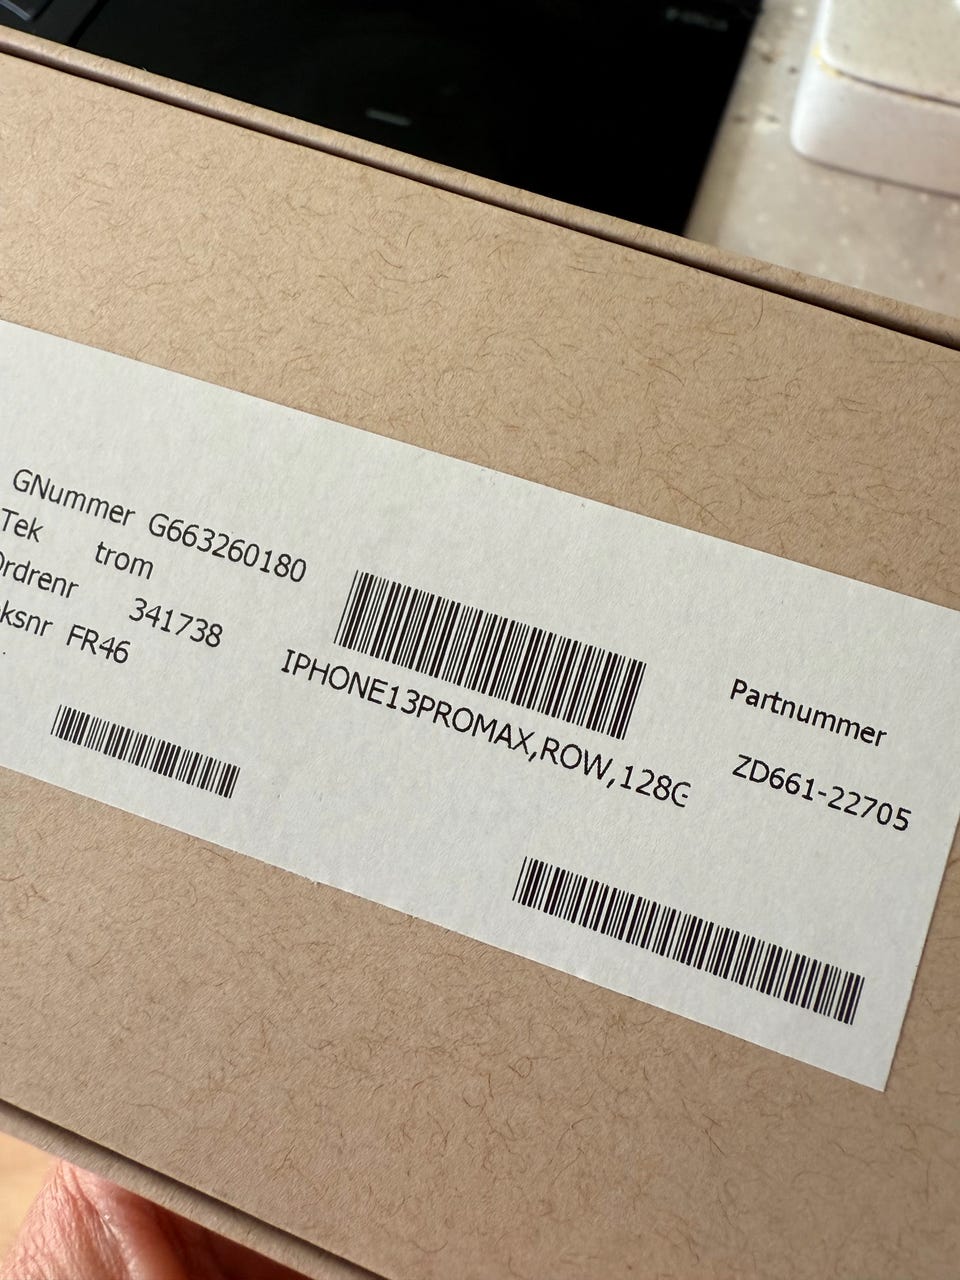 GNummer G663260180
Tek trom
Ordrenr 341738
ksnr FR46
IPHONE13PROMAX,ROW,128G
Partnummer
ZD661-22705